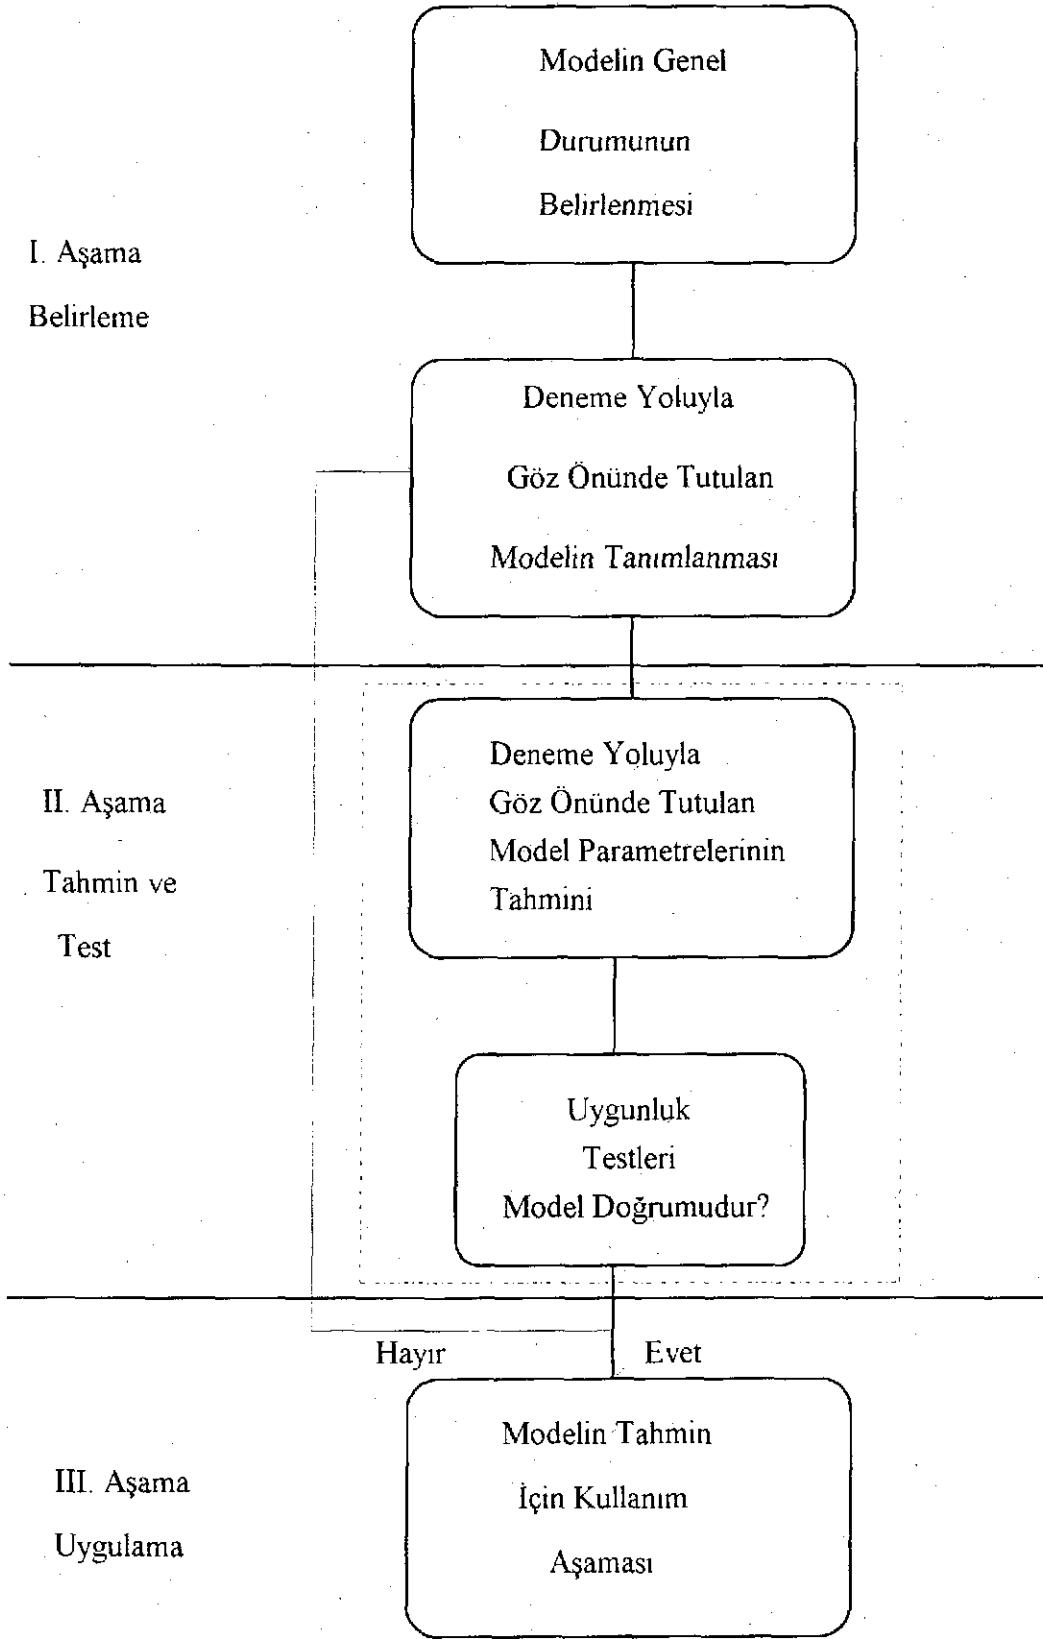 Modelin Genel
Durumunun
Belirlenmesi
I. Aşama
Belirleme
Deneme Yoluyla
Göz Önünde Tutulan
Modelin Tanımlanması
II. Aşama
Tahmin ve
Test
Deneme Yoluyla
Göz Önünde Tutulan
Model Parametrelerinin
Tahmini
Uygunluk
Testleri
Model Doğrumudur?
Hayır
Evet
III. Aşama
Uygulama
Modelin Tahmin
İçin Kullanım
Aşaması